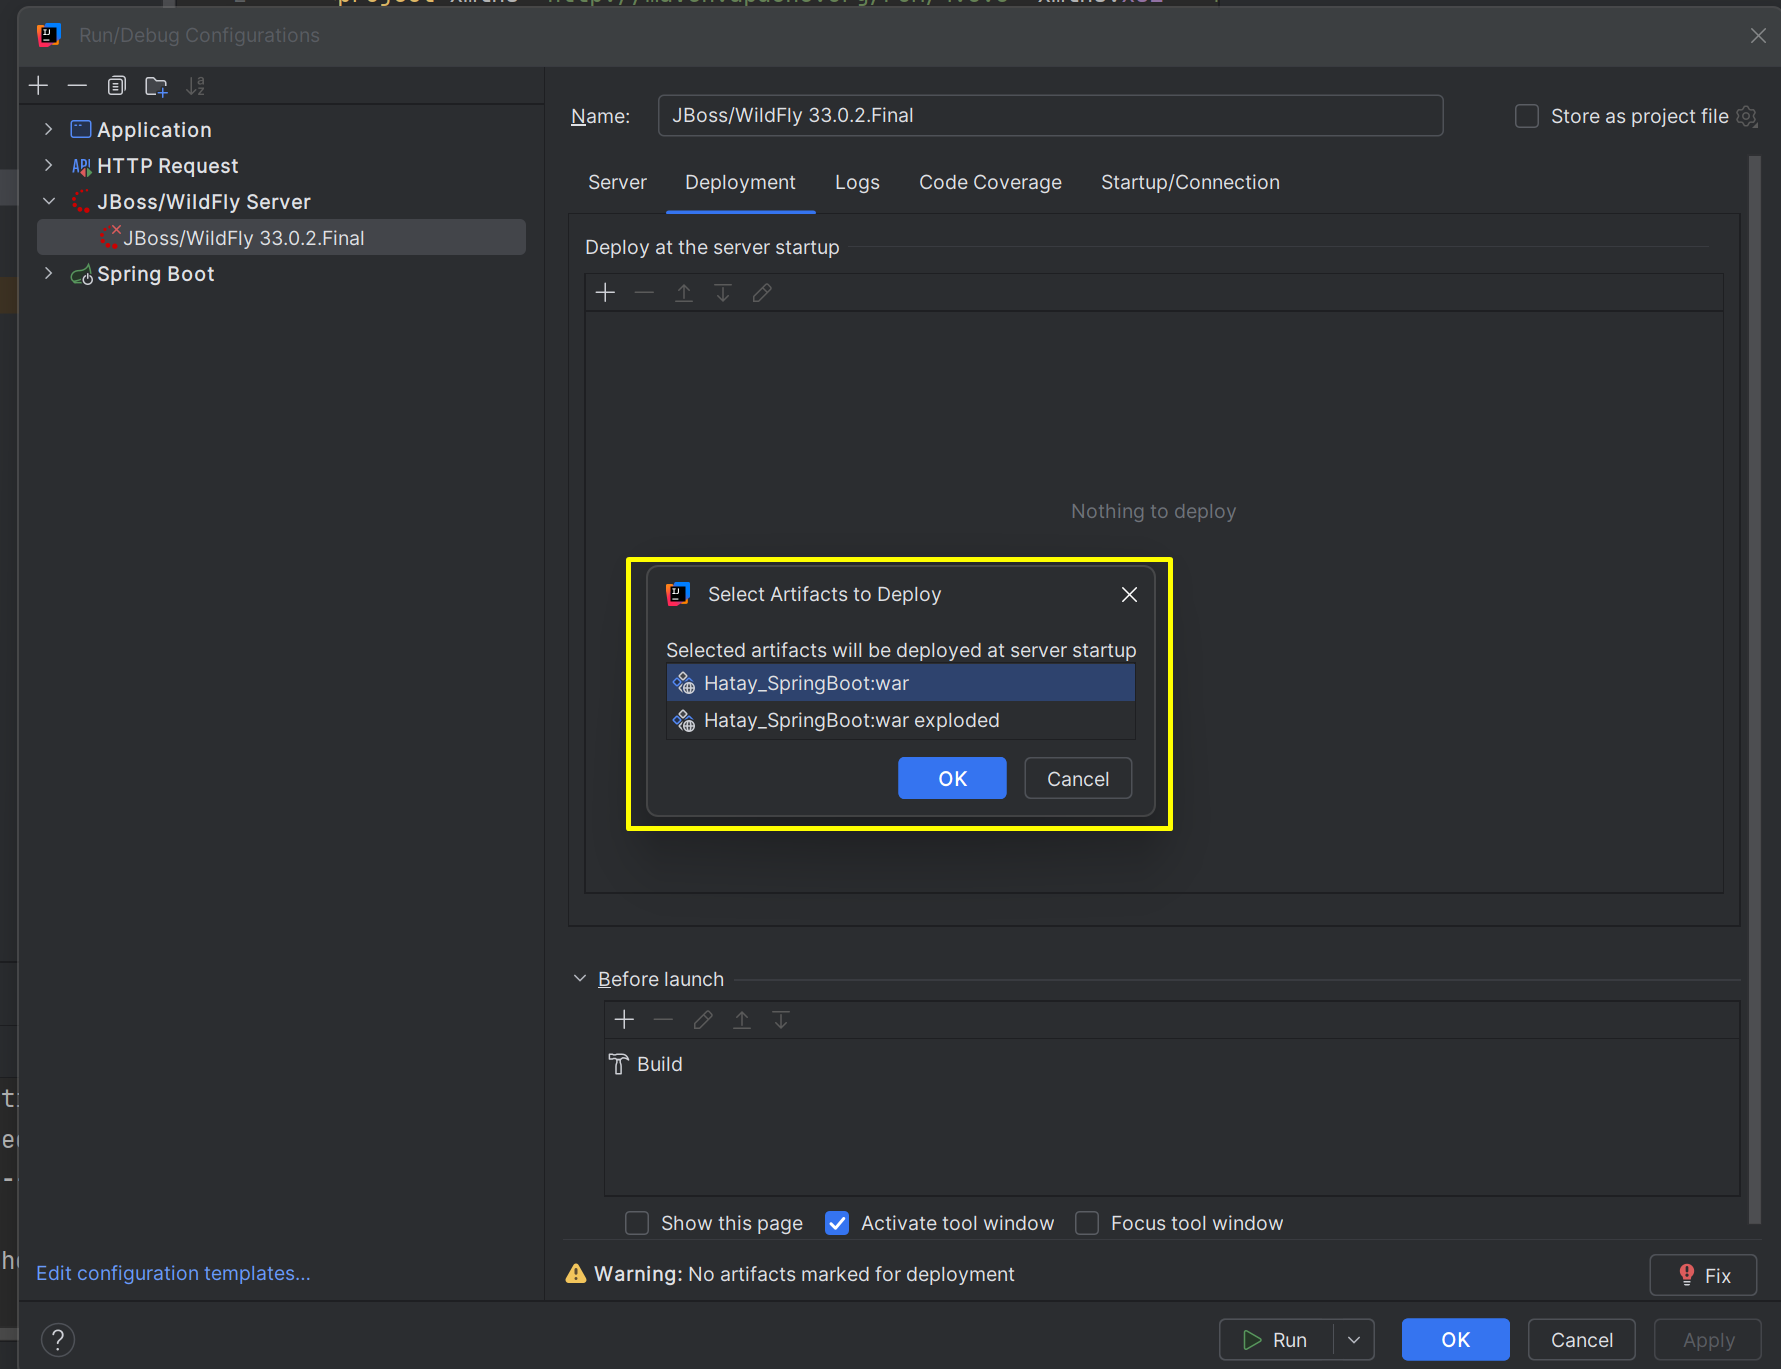 Run/Debug Configurations
Application
HTTP Request
JBoss/WildFly Server
JBoss/WildFly 33.0.2.Final
Spring Boot
Edit configuration templates...
Name: JBoss/WildFly 33.0.2.Final Store as project file
Server Deployment Logs Code Coverage Startup/Connection
Deploy at the server startup
Nothing to deploy
Select Artifacts to Deploy
Selected artifacts will be deployed at server startup
Hatay_SpringBoot:war
Hatay_SpringBoot:war exploded
OK Cancel
Before launch
Build
Show this page Activate tool window Focus tool window
Warning: No artifacts marked for deployment Fix
? Run OK Cancel Apply